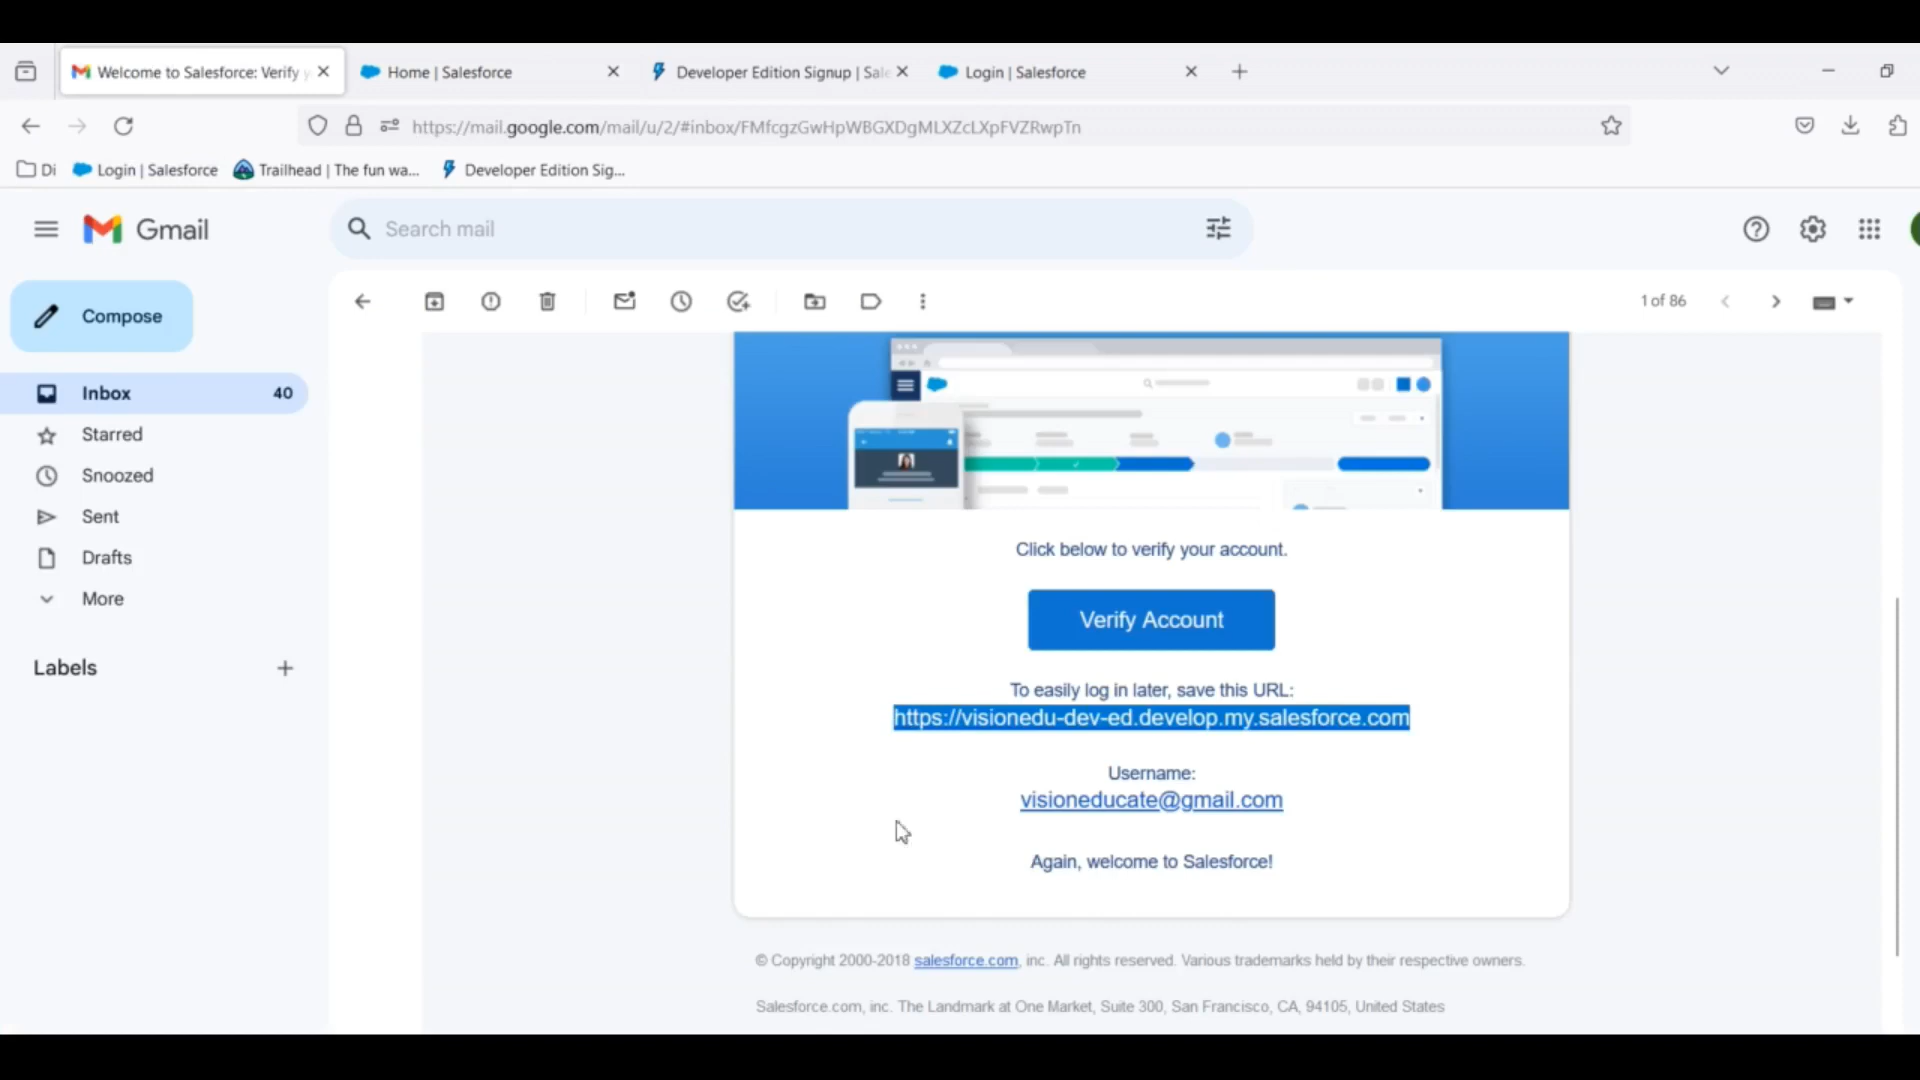 Welcome to Salesforce: Verify y
Home | Salesforce
Developer Edition Signup | Sale
Login | Salesforce
https://mail.google.com/mail/u/2/#inbox/FMfcgzGwHpWBGXDgMLXZcLXpFVZRwpTn
Di
Login | Salesforce
Trailhead | The fun wa...
Developer Edition Sig...
Gmail
Search mail
Compose
1 of 86
Inbox 40
Starred
Snoozed
Sent
Drafts
More
Labels
Click below to verify your account.
Verify Account
To easily log in later, save this URL:
https://visionedu-dev-ed.develop.my.salesforce.com
Username:
visioneducate@gmail.com
Again, welcome to Salesforce!
© Copyright 2000-2018 salesforce.com, inc. All rights reserved. Various trademarks held by their respective owners.
Salesforce.com, inc. The Landmark at One Market, Suite 300, San Francisco, CA, 94105, United States